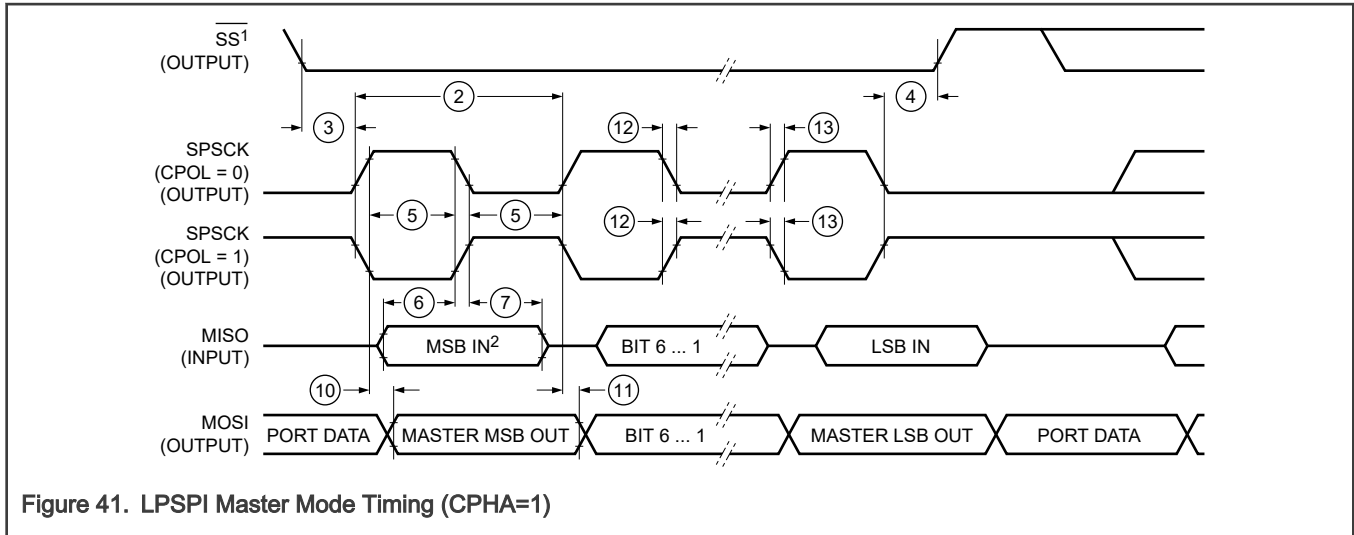 SS1
(OUTPUT)
2
3
4
12
13
SPSCK
(CPOL = 0)
(OUTPUT)
5
5
12
13
SPSCK
(CPOL = 1)
(OUTPUT)
6
7
MISO
(INPUT)
MSB IN2
BIT 6 ... 1
LSB IN
10
11
MOSI
(OUTPUT)
PORT DATA
MASTER MSB OUT
BIT 6 ... 1
MASTER LSB OUT
PORT DATA
Figure 41. LPSPI Master Mode Timing (CPHA=1)